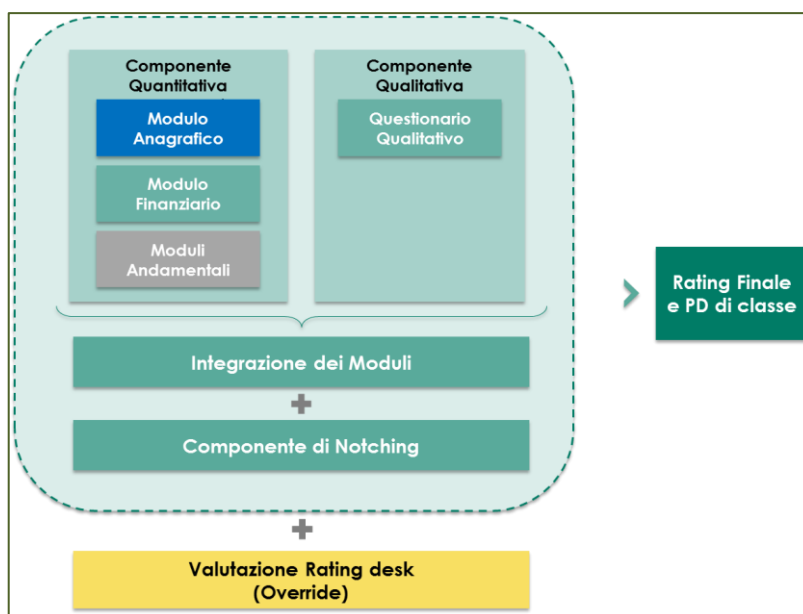 Componente
Quantitativa
Modulo
Anagrafico
Modulo
Finanziario
Moduli
Andamentali
Componente
Qualitativa
Questionario
Qualitativo
Integrazione dei Moduli
+
Componente di Notching
+
Valutazione Rating desk
(Override)
Rating Finale
e PD di classe